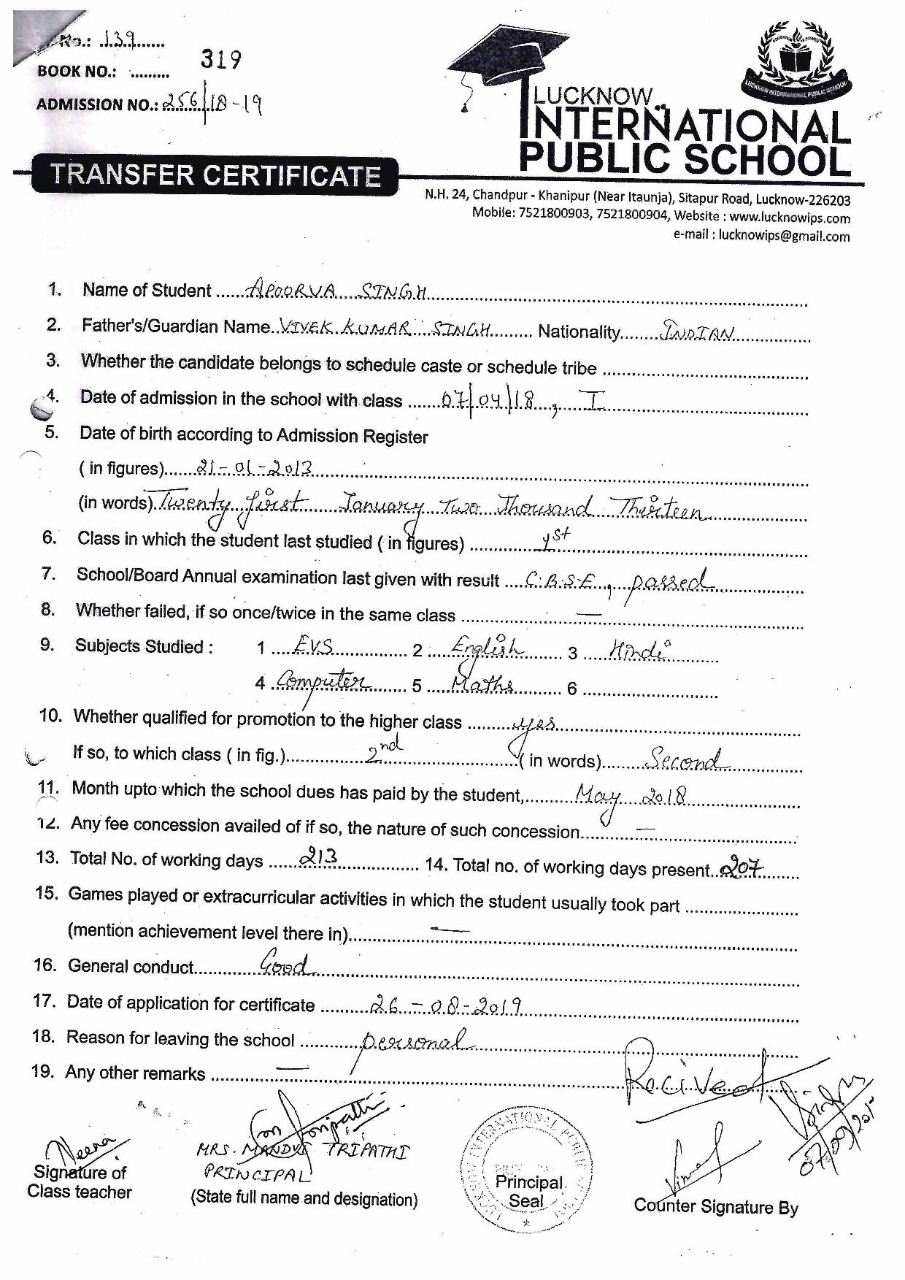 No.: 139
BOOK NO.: ......... 319
ADMISSION NO.: 256/18-19
LUCKNOW
INTERNATIONAL
PUBLIC SCHOOL
LUCKNOW INTERNATIONAL PUBLIC SCHOOL
TRANSFER CERTIFICATE
N.H. 24, Chandpur - Khanipur (Near Itaunja), Sitapur Road, Lucknow-226203
Mobile: 7521800903, 7521800904, Website : www.lucknowips.com
e-mail : lucknowips@gmail.com
1. Name of Student ...... APOORVA SINGH
2. Father's/Guardian Name.. VIVEK KUMAR SINGH ........ Nationality........ INDIAN
3. Whether the candidate belongs to schedule caste or schedule tribe
4. Date of admission in the school with class ...... 07/04/18, I
5. Date of birth according to Admission Register
( in figures)...... 21-01-2013
(in words). Twenty first January Two Thousand Thirteen
6. Class in which the student last studied ( in figures) ............ Ist
7. School/Board Annual examination last given with result .... C.B.S.E, passed
8. Whether failed, if so once/twice in the same class —
9. Subjects Studied : 1 .... EVS ............ 2 ... English ....... 3 .... Hindi
4 Computer ..... 5 ..... Maths ........ 6
10. Whether qualified for promotion to the higher class ........ yes
If so, to which class ( in fig.)............ 2nd ............ ( in words)....... Second
11. Month upto which the school dues has paid by the student,......... May 2018
12. Any fee concession availed of if so, the nature of such concession......... —
13. Total No. of working days ...... 213 ............ 14. Total no. of working days present.. 207
15. Games played or extracurricular activities in which the student usually took part
(mention achievement level there in)............ —
16. General conduct............ Good
17. Date of application for certificate ......... 26-08-2019
18. Reason for leaving the school ......... personal
19. Any other remarks ......... —
Recived
Neera
MRS. MANDVI TRIPATHI
PRINCIPAL
Signature of
Class teacher
(State full name and designation)
Principal
Seal
Counter Signature By